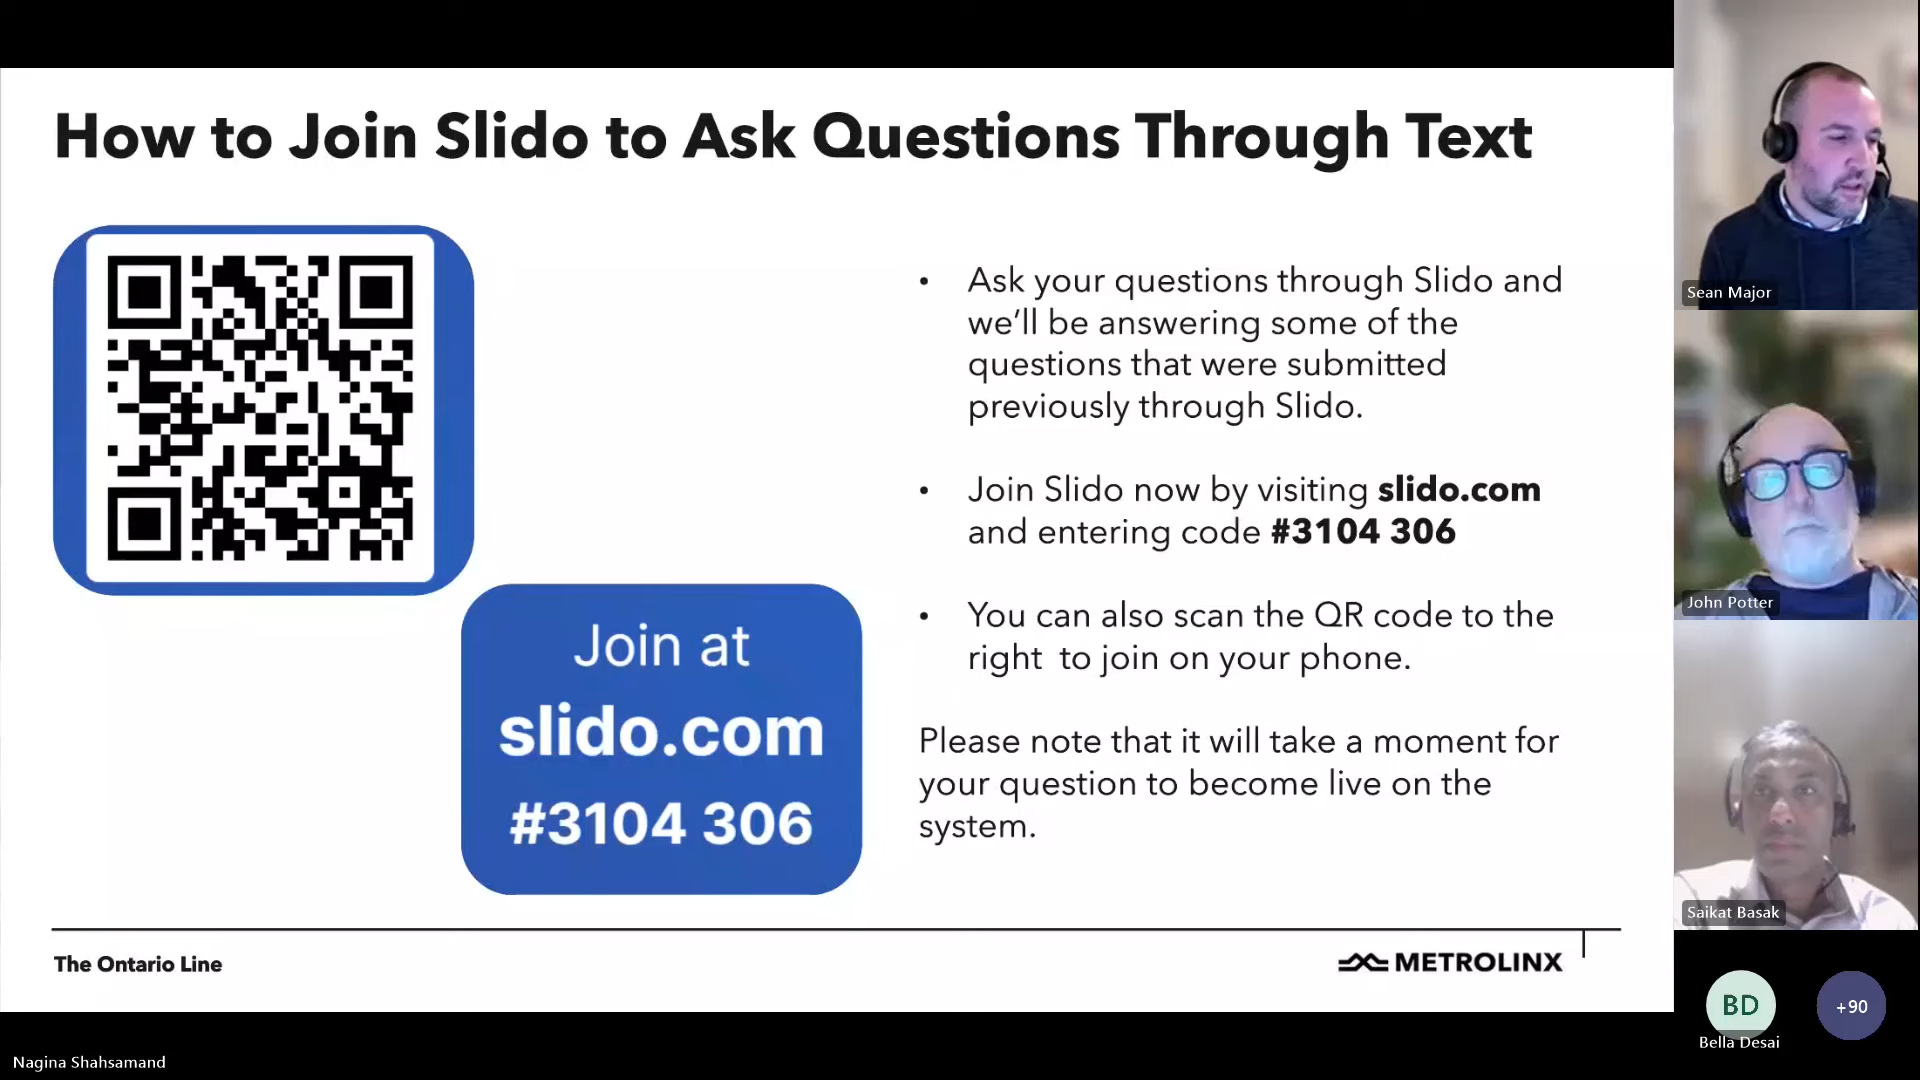 How to Join Slido to Ask Questions Through Text
• Ask your questions through Slido and
we’ll be answering some of the
questions that were submitted
previously through Slido.
• Join Slido now by visiting slido.com
and entering code #3104 306
• You can also scan the QR code to the
right  to join on your phone.
Please note that it will take a moment for
your question to become live on the
system.
Join at
slido.com
#3104 306
The Ontario Line
METROLINX
Sean Major
John Potter
Saikat Basak
BD
Bella Desai
+90
Nagina Shahsamand